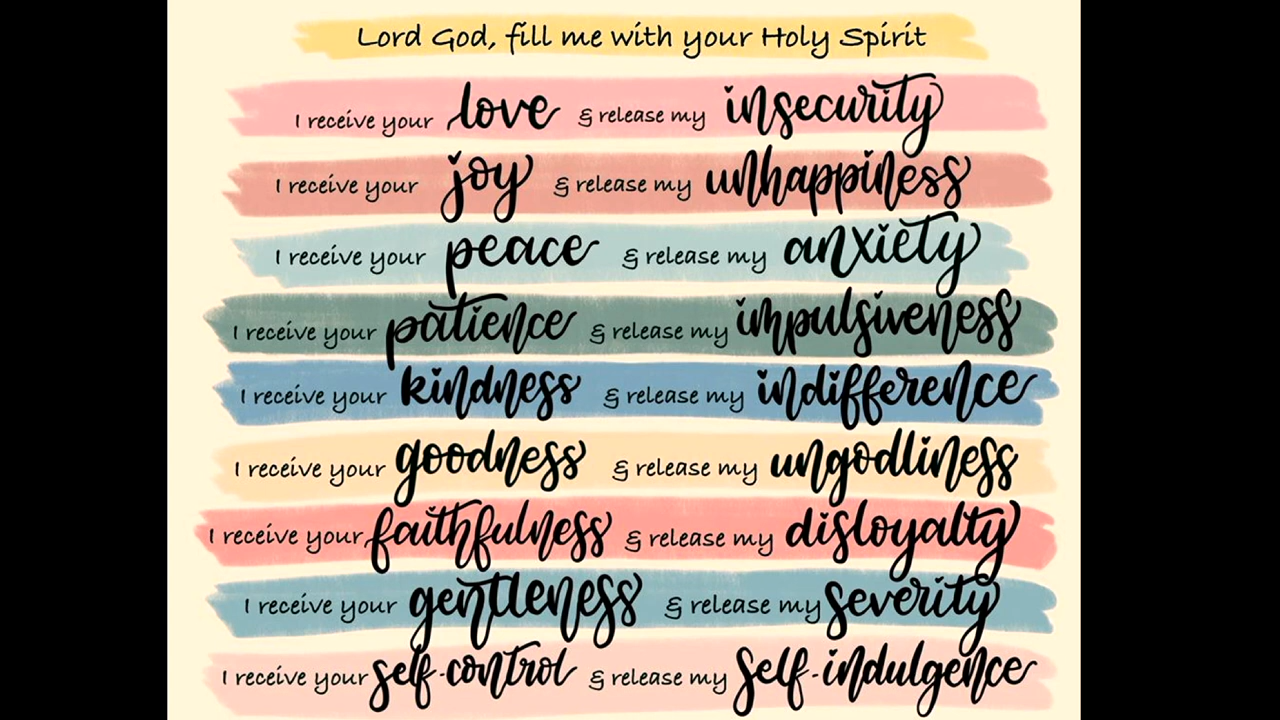 Lord God, fill me with your Holy Spirit
I receive your love & release my insecurity
I receive your joy & release my unhappiness
I receive your peace & release my anxiety
I receive your patience & release my impulsiveness
I receive your kindness & release my indifference
I receive your goodness & release my ungodliness
I receive your faithfulness & release my disloyalty
I receive your gentleness & release my severity
I receive your self-control & release my self-indulgence